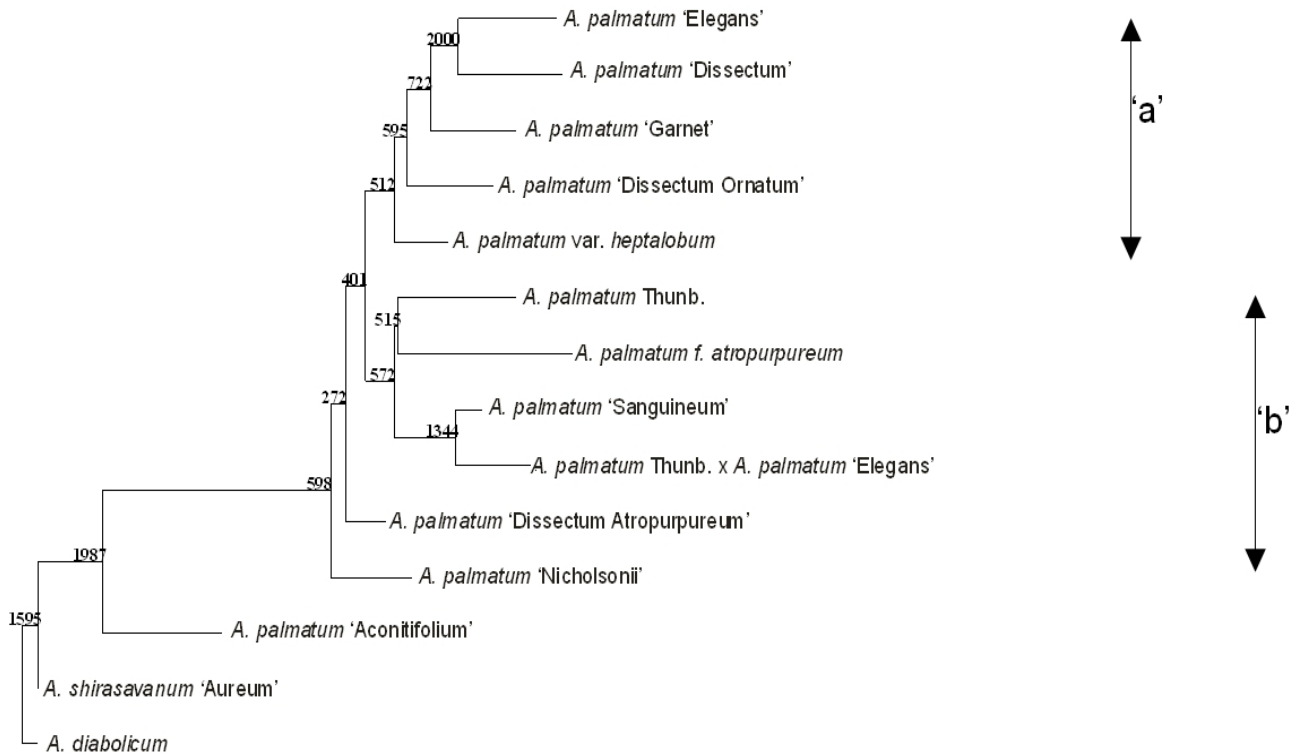 A. palmatum ‘Elegans’
2000
A. palmatum ‘Dissectum’
722
‘a’
595
A. palmatum ‘Garnet’
512
A. palmatum ‘Dissectum Ornatum’
A. palmatum var. heptalobum
401
A. palmatum Thunb.
515
A. palmatum f. atropurpureum
572
272
A. palmatum ‘Sanguineum’
‘b’
1344
A. palmatum Thunb. x A. palmatum ‘Elegans’
598
A. palmatum ‘Dissectum Atropurpureum’
1987
A. palmatum ‘Nicholsonii’
1595
A. palmatum ‘Aconitifolium’
A. shirasavanum ‘Aureum’
A. diabolicum